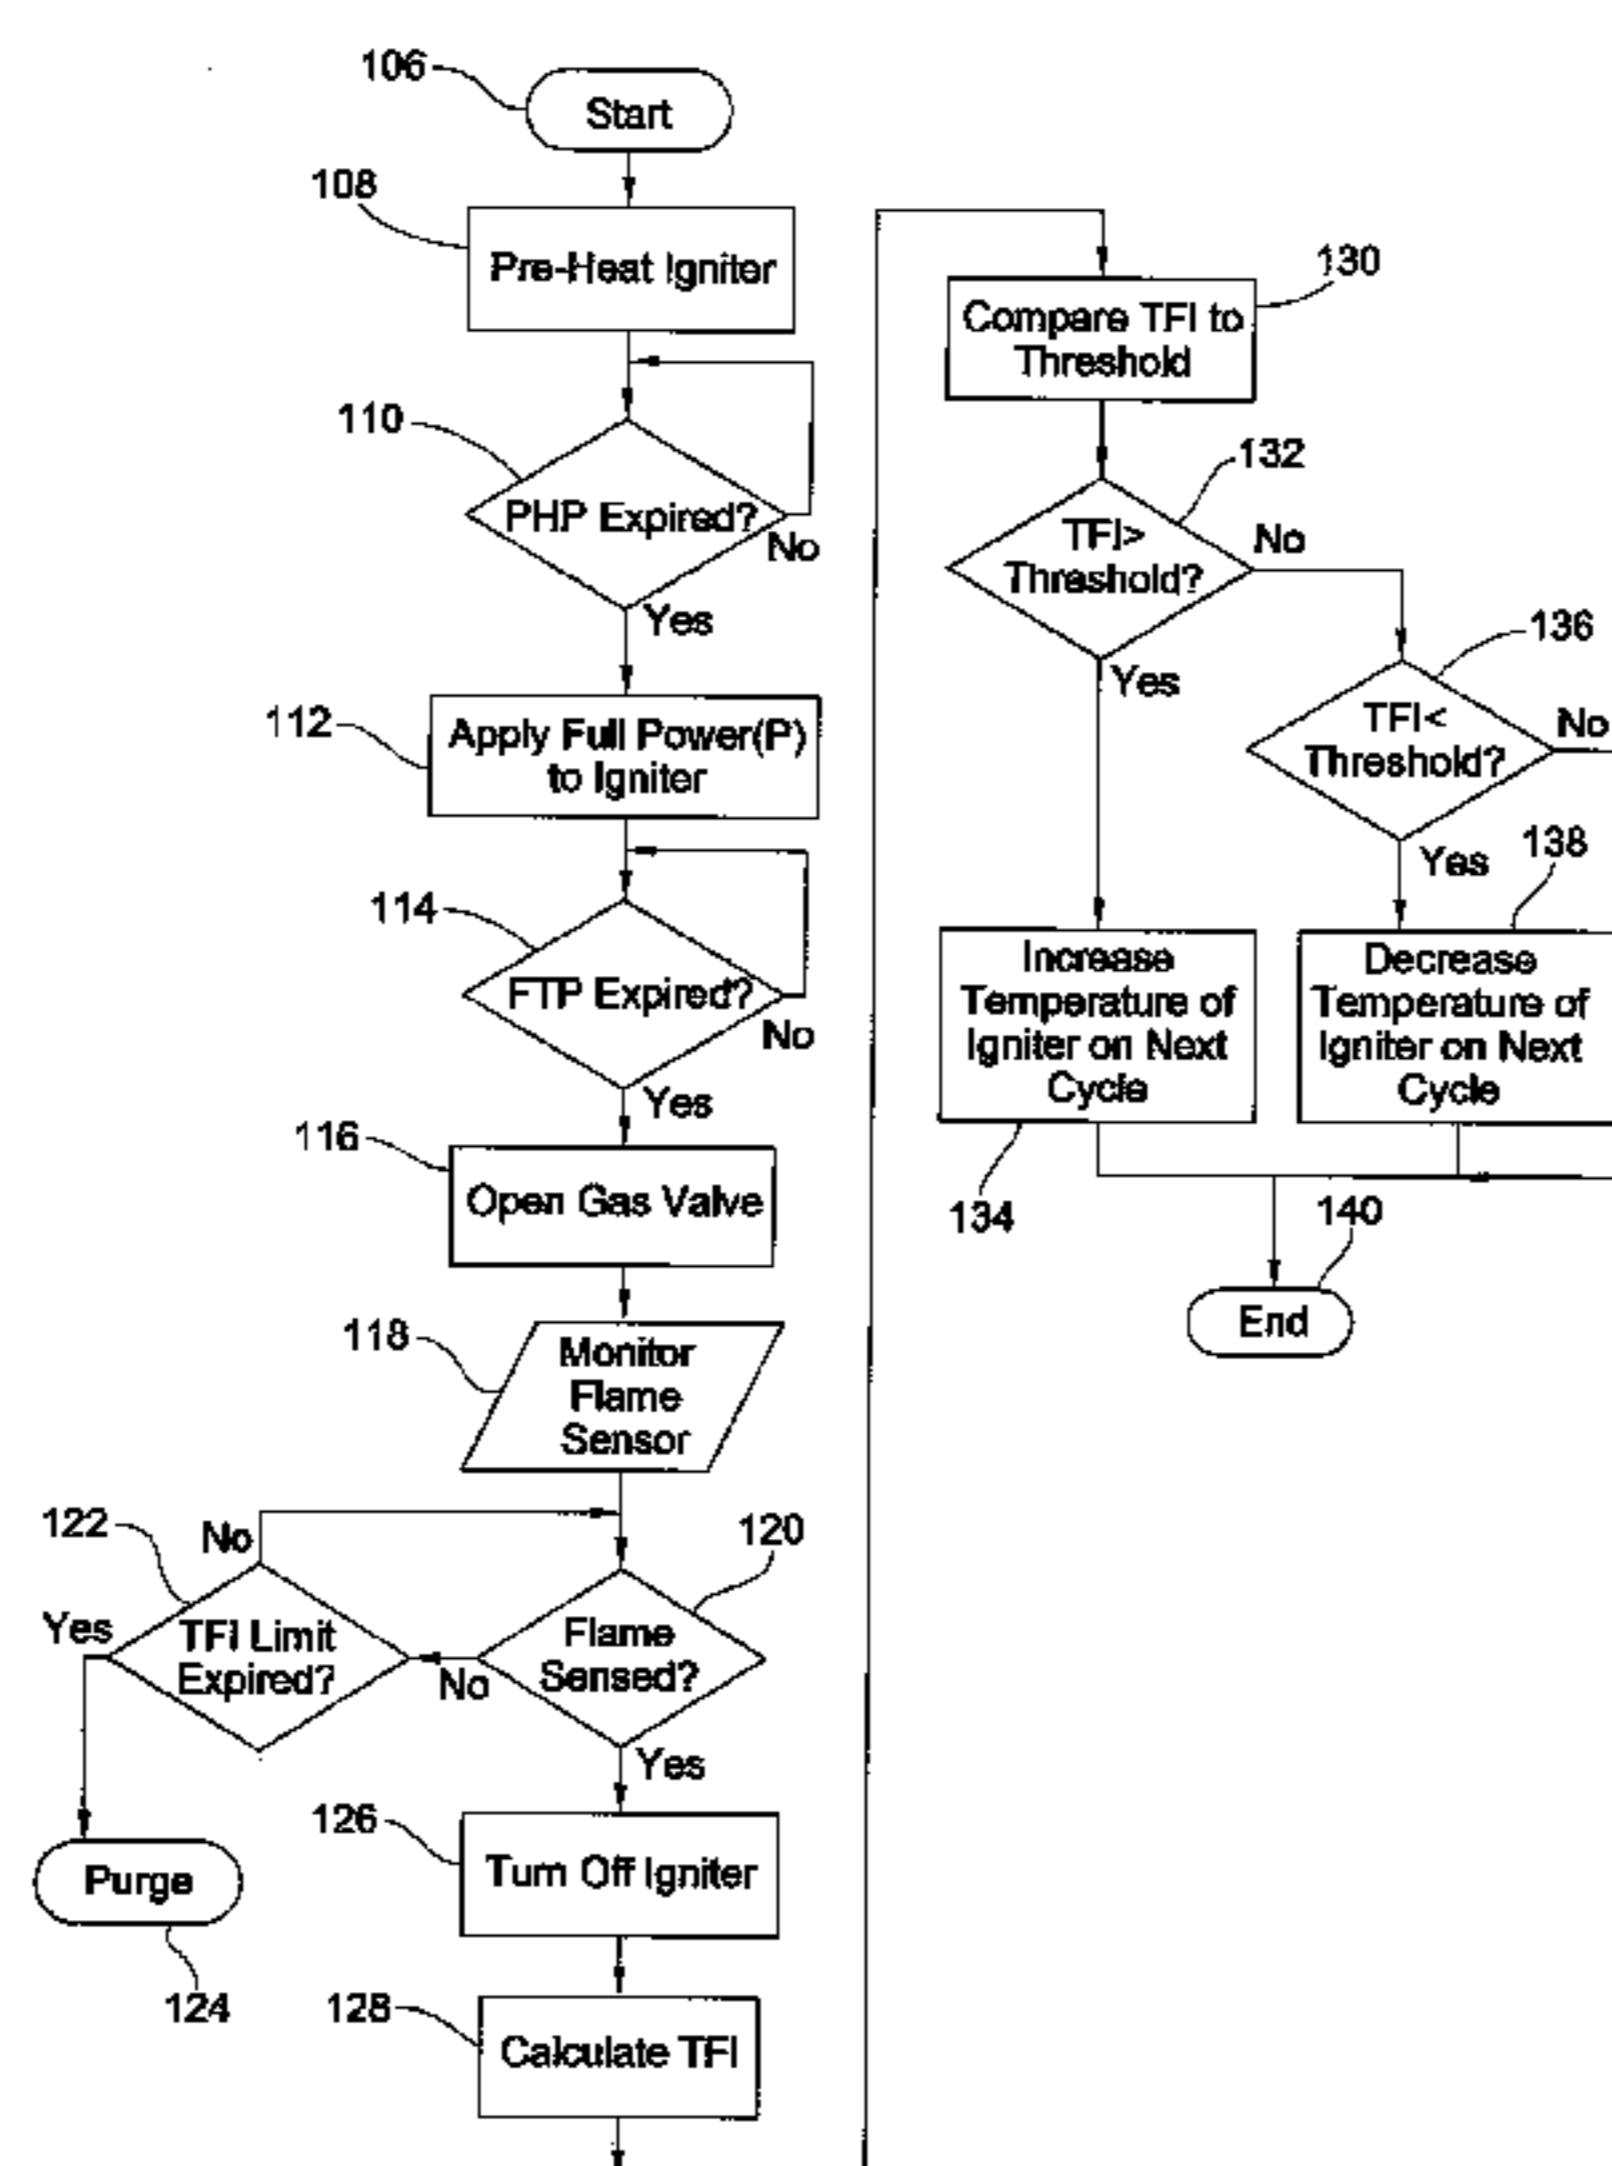 106
Start
108
Pre-Heat Igniter
110
PHP Expired?
No
Yes
112
Apply Full Power(P)
to Igniter
114
FTP Expired?
No
Yes
116
Open Gas Valve
118
Monitor
Flame
Sensor
122
No
120
Yes
TFI Limit
Expired?
No
Flame
Sensed?
Yes
126
Purge
Turn Off Igniter
124
128
Calculate TFI
130
Compare TFI to
Threshold
132
TFI>
Threshold?
No
Yes
136
TFI<
Threshold?
No
Yes
138
Increase
Temperature of
Igniter on Next
Cycle
Decrease
Temperature of
Igniter on Next
Cycle
134
140
End